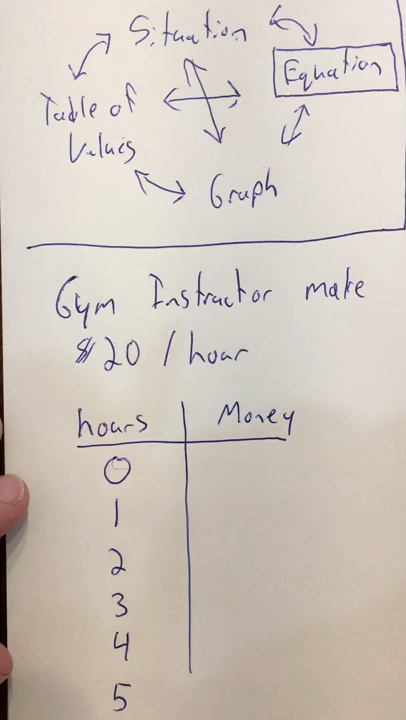 Situation
Equation
Table of
Values
Graph
Gym Instructor make
$20 / hour
hours Money
0
1
2
3
4
5